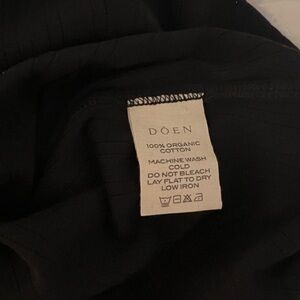 DÔEN
100% ORGANIC
COTTON
MACHINE WASH
COLD
DO NOT BLEACH
LAY FLAT TO DRY
LOW IRON